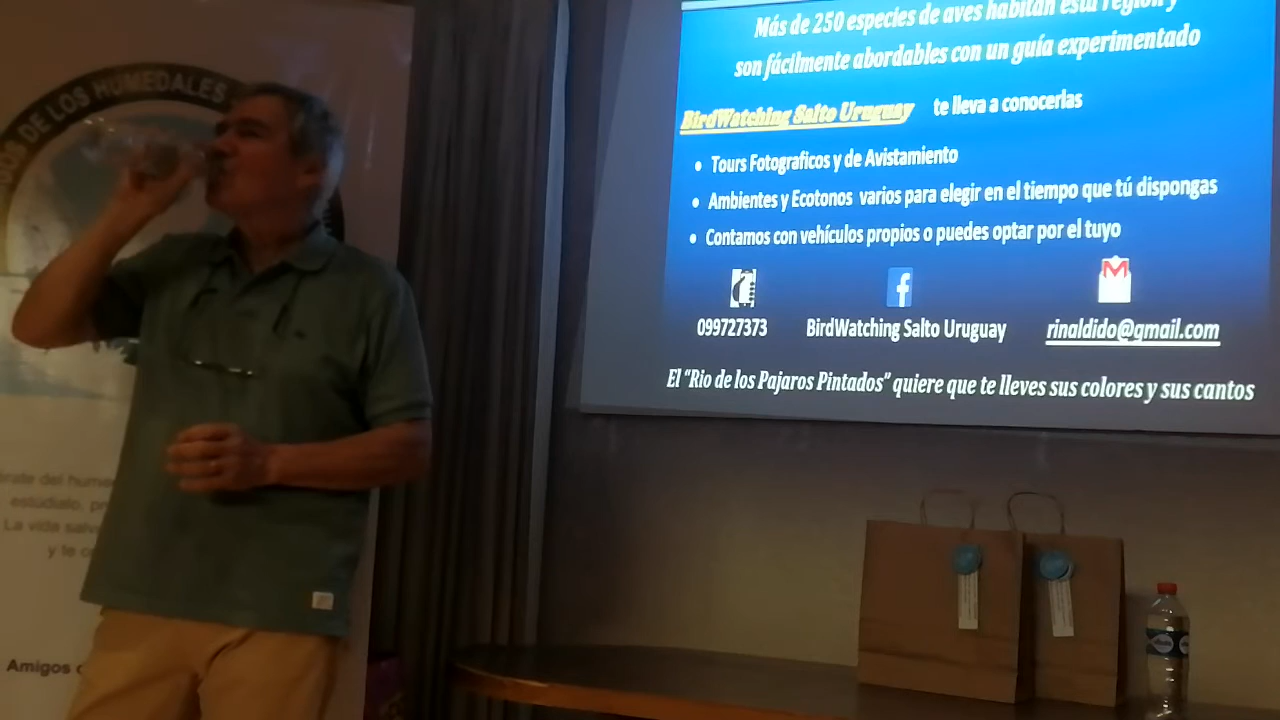 DE LOS HUMEDALES
Más de 250 especies de aves habitan esta región y
son fácilmente abordables con un guía experimentado
BirdWatching Salto Uruguay te lleva a conocerlas
• Tours Fotograficos y de Avistamiento
• Ambientes y Ecotonos varios para elegir en el tiempo que tú dispongas
• Contamos con vehículos propios o puedes optar por el tuyo
099727373
BirdWatching Salto Uruguay
rinaldido@gmail.com
El "Rio de los Pajaros Pintados" quiere que te lleves sus colores y sus cantos
del
estúdialo,
La vida
y te
Amigos